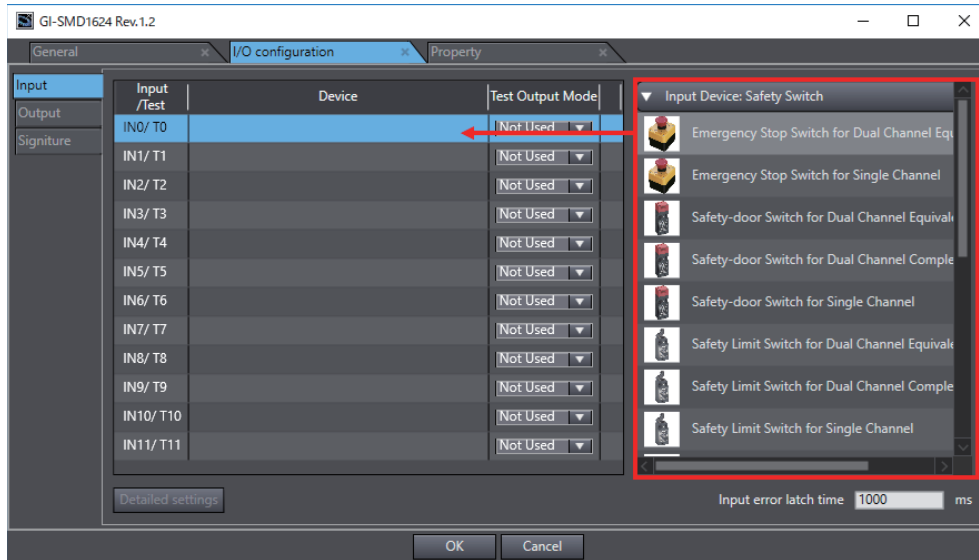 GI-SMD1624 Rev.1.2
General
I/O configuration
Property
Input
Output
Signiture
Input /Test
Device
Test Output Mode
IN0/ T0
Not Used
IN1/ T1
Not Used
IN2/ T2
Not Used
IN3/ T3
Not Used
IN4/ T4
Not Used
IN5/ T5
Not Used
IN6/ T6
Not Used
IN7/ T7
Not Used
IN8/ T8
Not Used
IN9/ T9
Not Used
IN10/ T10
Not Used
IN11/ T11
Not Used
Input Device: Safety Switch
Emergency Stop Switch for Dual Channel Equ
Emergency Stop Switch for Single Channel
Safety-door Switch for Dual Channel Equivale
Safety-door Switch for Dual Channel Comple
Safety-door Switch for Single Channel
Safety Limit Switch for Dual Channel Equivale
Safety Limit Switch for Dual Channel Comple
Safety Limit Switch for Single Channel
Detailed settings
Input error latch time 1000 ms
OK
Cancel